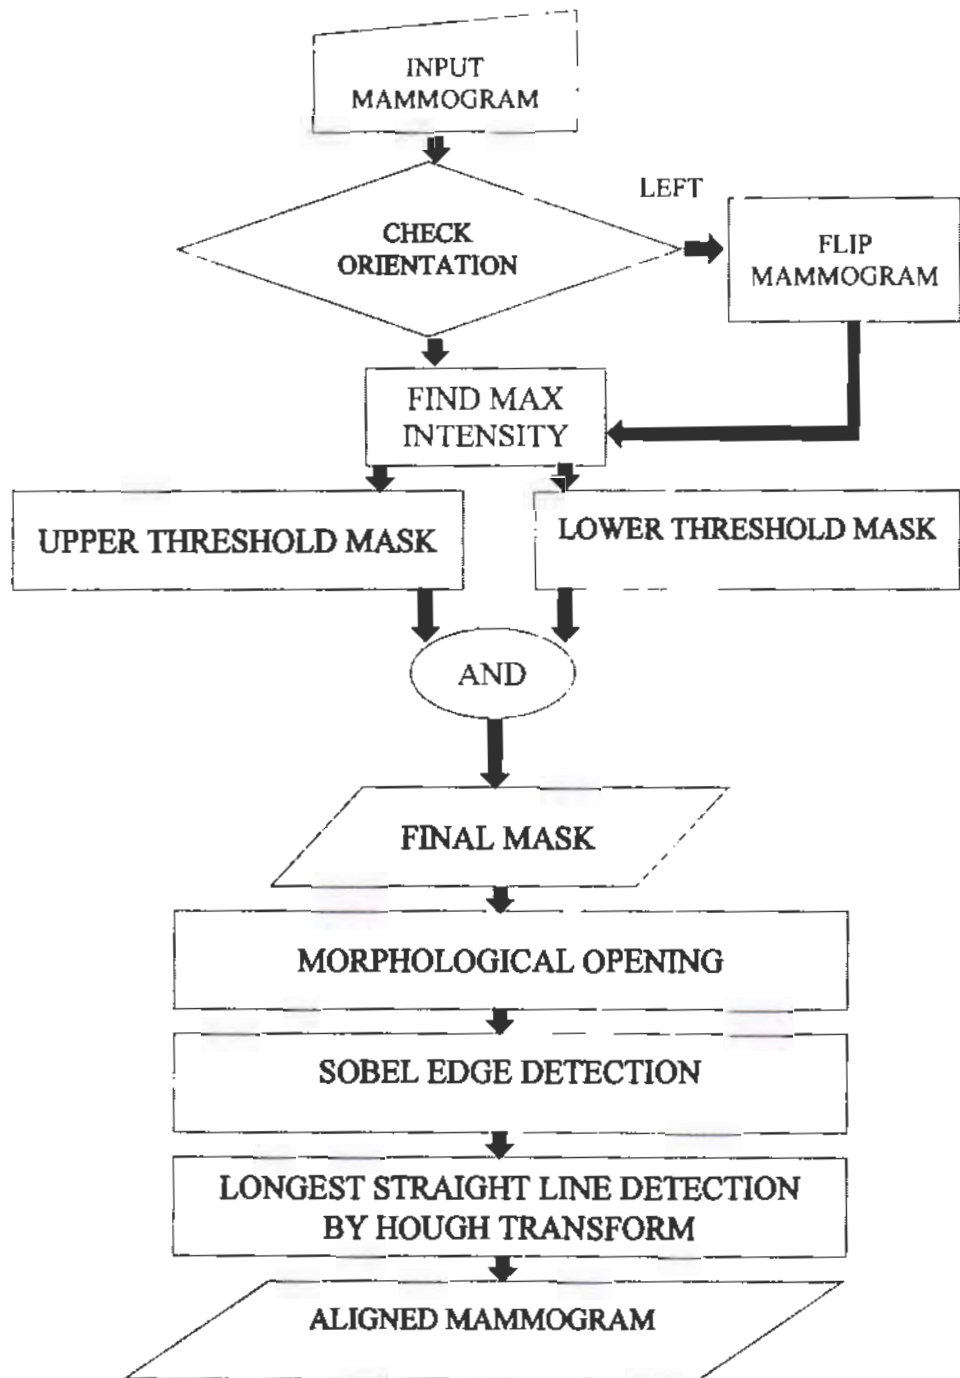 INPUT
MAMMOGRAM
LEFT
CHECK
ORIENTATION
FLIP
MAMMOGRAM
FIND MAX
INTENSITY
UPPER THRESHOLD MASK
LOWER THRESHOLD MASK
AND
FINAL MASK
MORPHOLOGICAL OPENING
SOBEL EDGE DETECTION
LONGEST STRAIGHT LINE DETECTION
BY HOUGH TRANSFORM
ALIGNED MAMMOGRAM